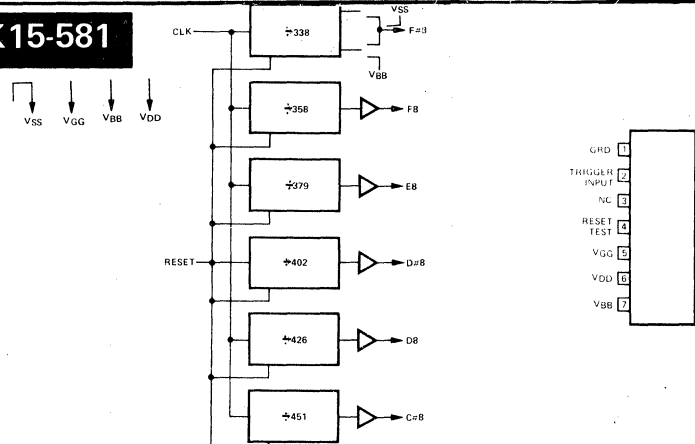 K15-581
VSS
VGG
VBB
VDD
CLK
÷338
VSS
F#8
VBB
÷358
F8
÷379
E8
RESET
÷402
D#8
÷426
D8
÷451
C#8
GRD 1
TRIGGER INPUT 2
NC 3
RESET TEST 4
VGG 5
VDD 6
VBB 7